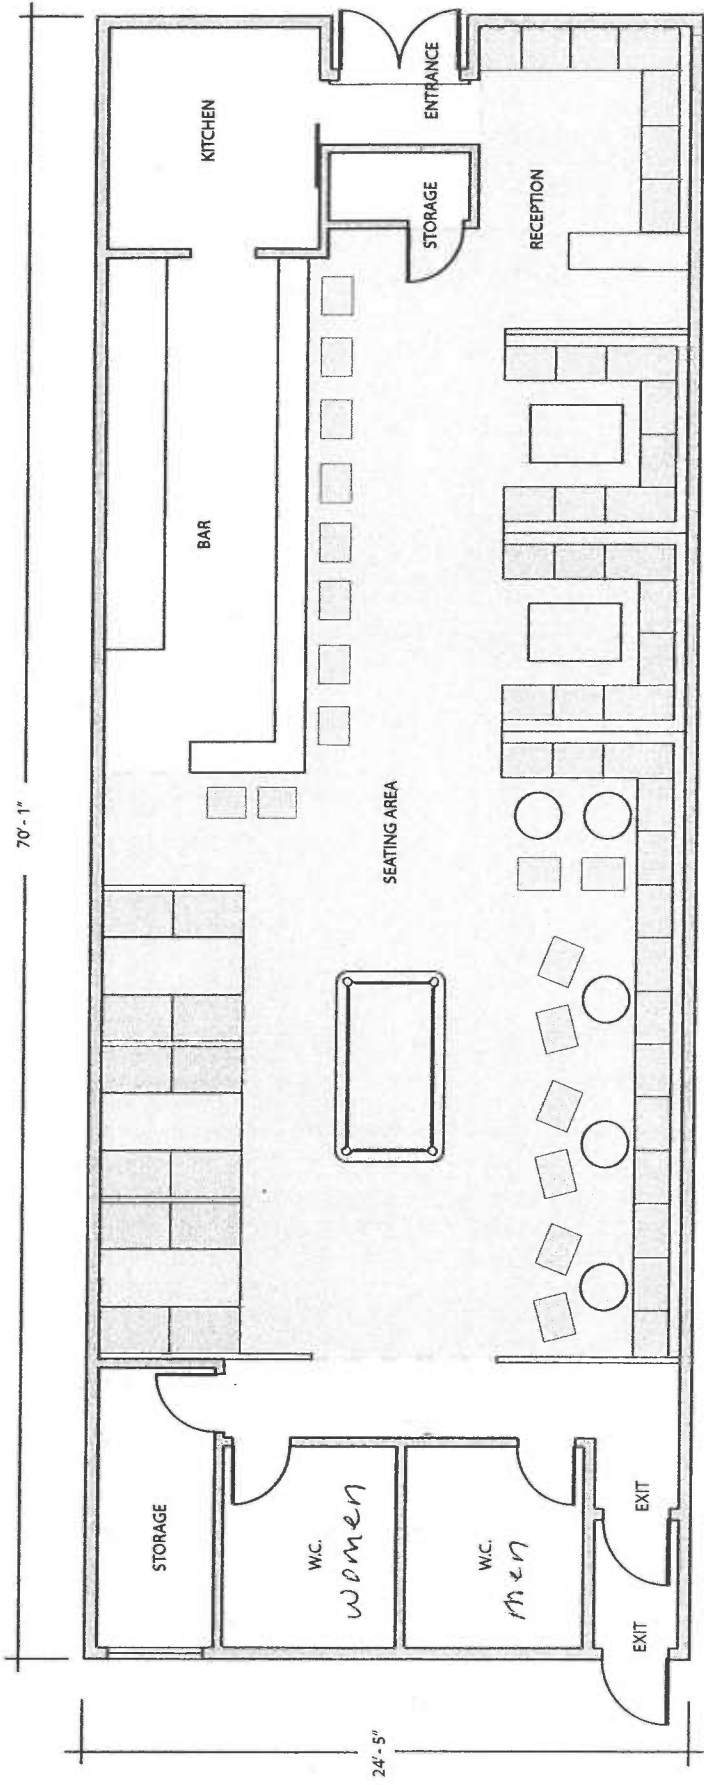 70'- 1"
KITCHEN
ENTRANCE
STORAGE
RECEPTION
BAR
SEATING AREA
STORAGE
W.C.
women
W.C.
men
EXIT
EXIT
24'- 5"